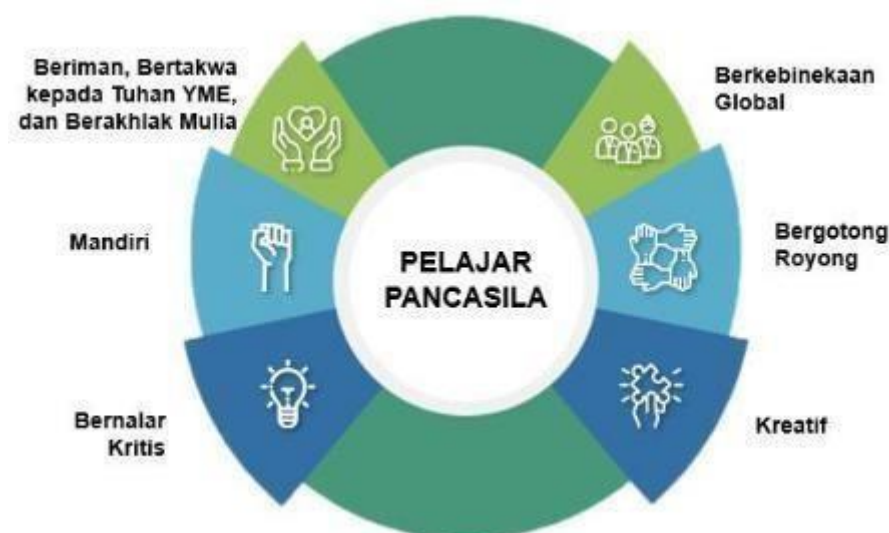 Beriman, Bertakwa
kepada Tuhan YME,
dan Berakhlak Mulia
Berkebinekaan
Global
Mandiri
PELAJAR
PANCASILA
Bergotong
Royong
Bernalar
Kritis
Kreatif